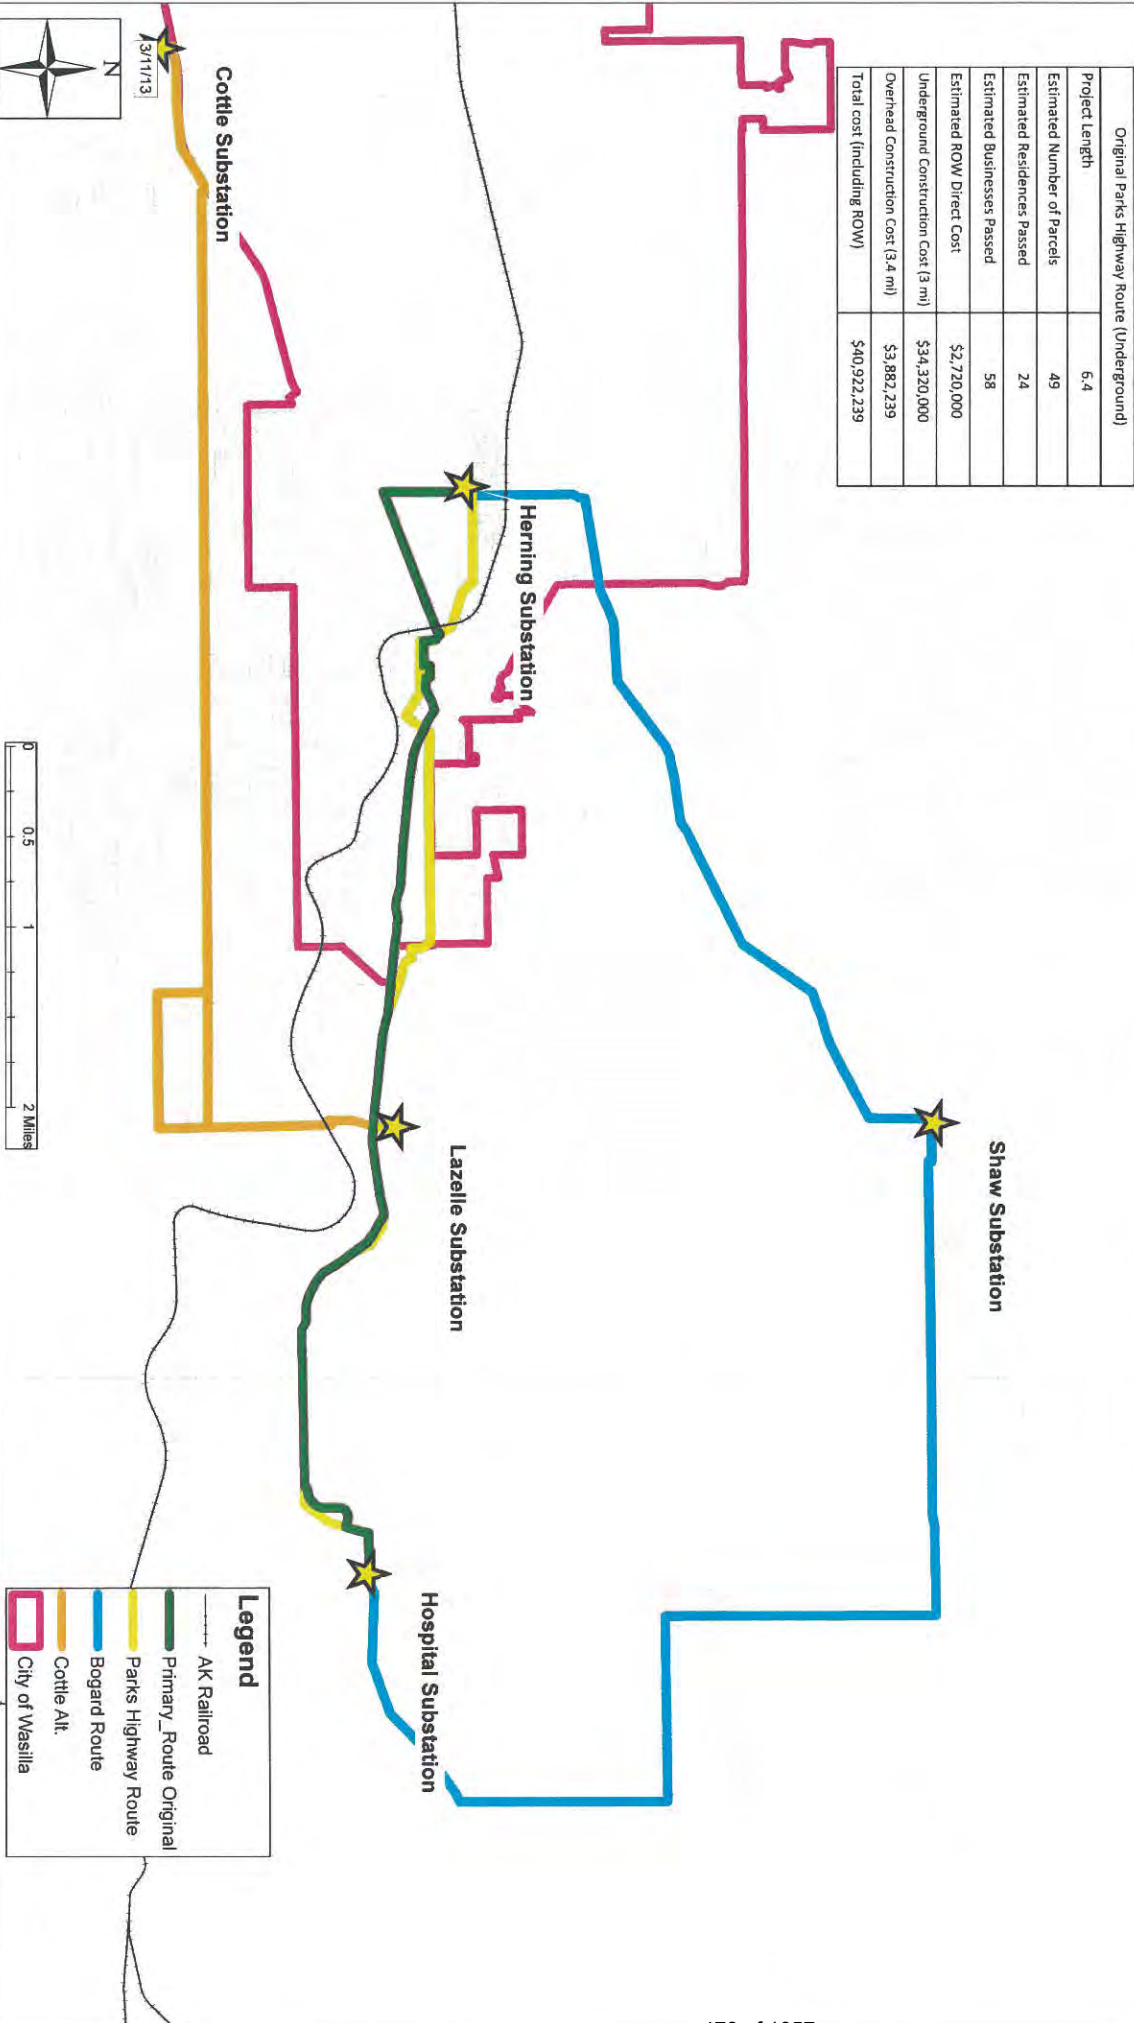 Original Parks Highway Route (Underground)
Project Length 6.4
Estimated Number of Parcels 49
Estimated Residences Passed 24
Estimated Businesses Passed 58
Estimated ROW Direct Cost $2,720,000
Underground Construction Cost (3 mi) $34,320,000
Overhead Construction Cost (3.4 mi) $3,882,239
Total cost (including ROW) $40,922,239
Shaw Substation
Herning Substation
Lazelle Substation
Hospital Substation
Cottle Substation
3/11/13
N
0 0.5 1 2 Miles
Legend
AK Railroad
Primary_Route Original
Parks Highway Route
Bogard Route
Cottle Alt.
City of Wasilla